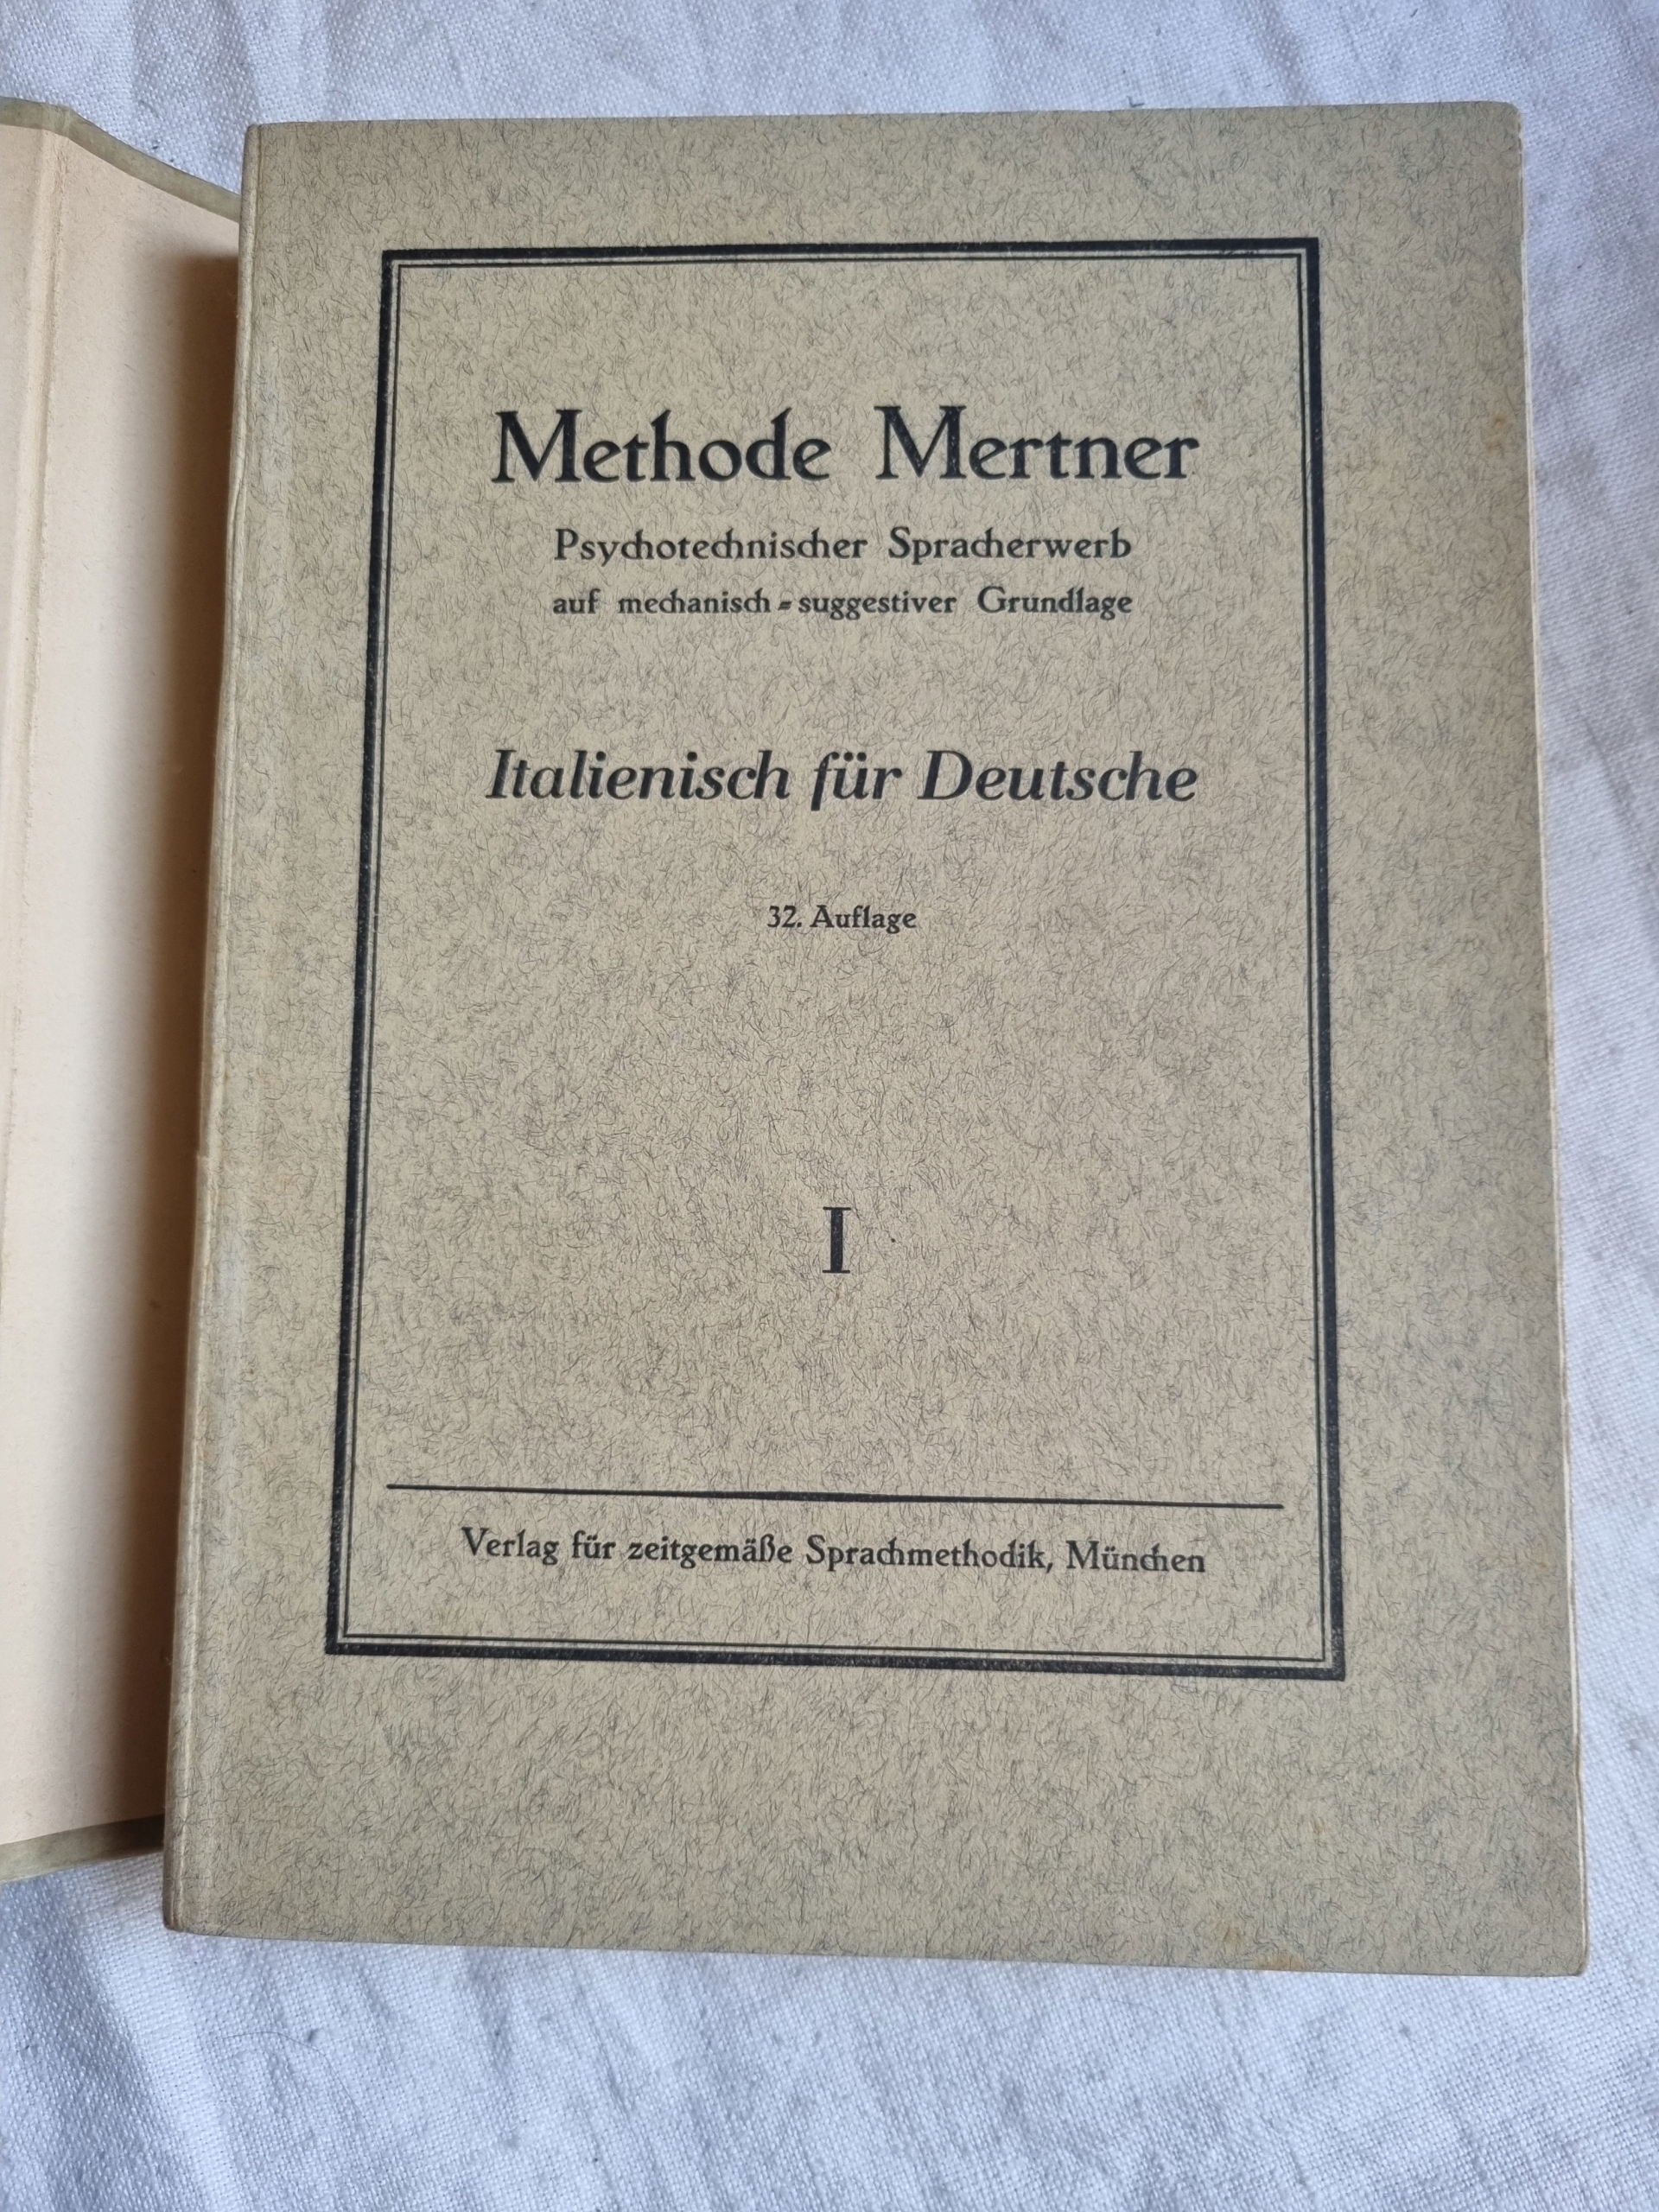 Methode Mertner
Psychotechnischer Spracherwerb
auf mechanisch-suggestiver Grundlage
Italienisch für Deutsche
32. Auflage
I
Verlag für zeitgemäße Sprachmethodik, München